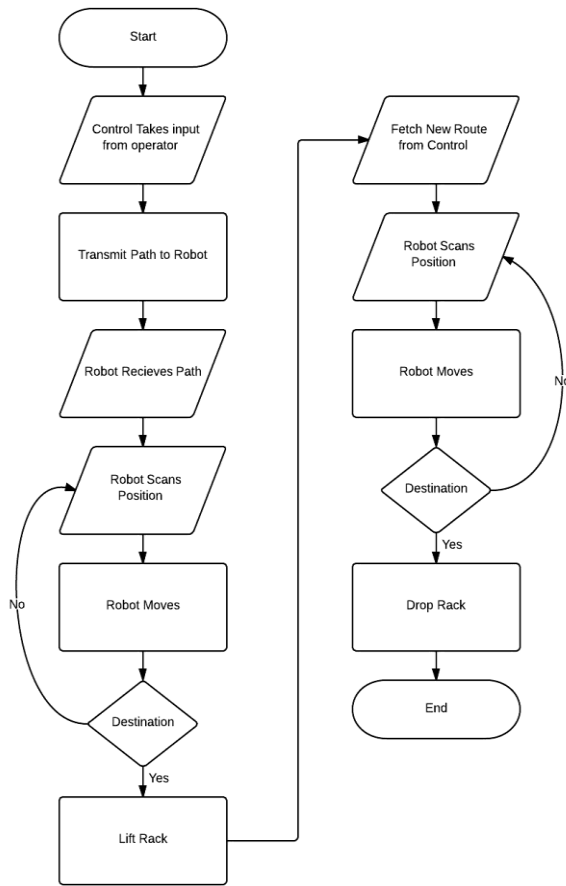 Start
Control Takes input
from operator
Transmit Path to Robot
Robot Recieves Path
Robot Scans
Position
Robot Moves
No
Destination
Yes
Lift Rack
Fetch New Route
from Control
Robot Scans
Position
Robot Moves
No
Destination
Yes
Drop Rack
End